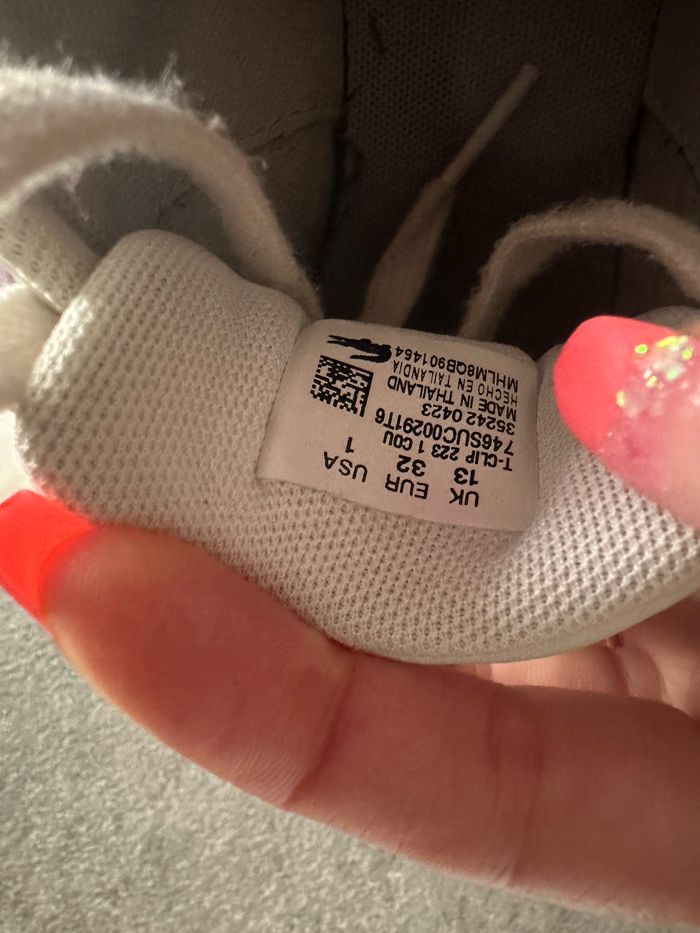 UK EUR USA
13 32 1
T-CLIP 223 1 COU
746SUC00291T6
35242 0423
MADE IN THAILAND
HECHO EN TAILANDIA
MHLM8QB901464